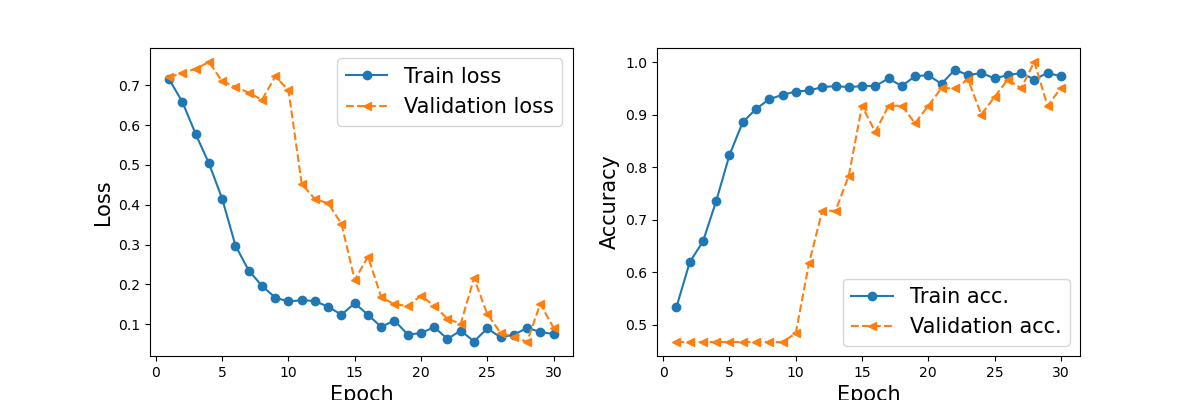 Train loss
Validation loss
Loss
0.7
0.6
0.5
0.4
0.3
0.2
0.1
0 5 10 15 20 25 30
Epoch
Accuracy
1.0
0.9
0.8
0.7
0.6
0.5
Train acc.
Validation acc.
0 5 10 15 20 25 30
Epoch